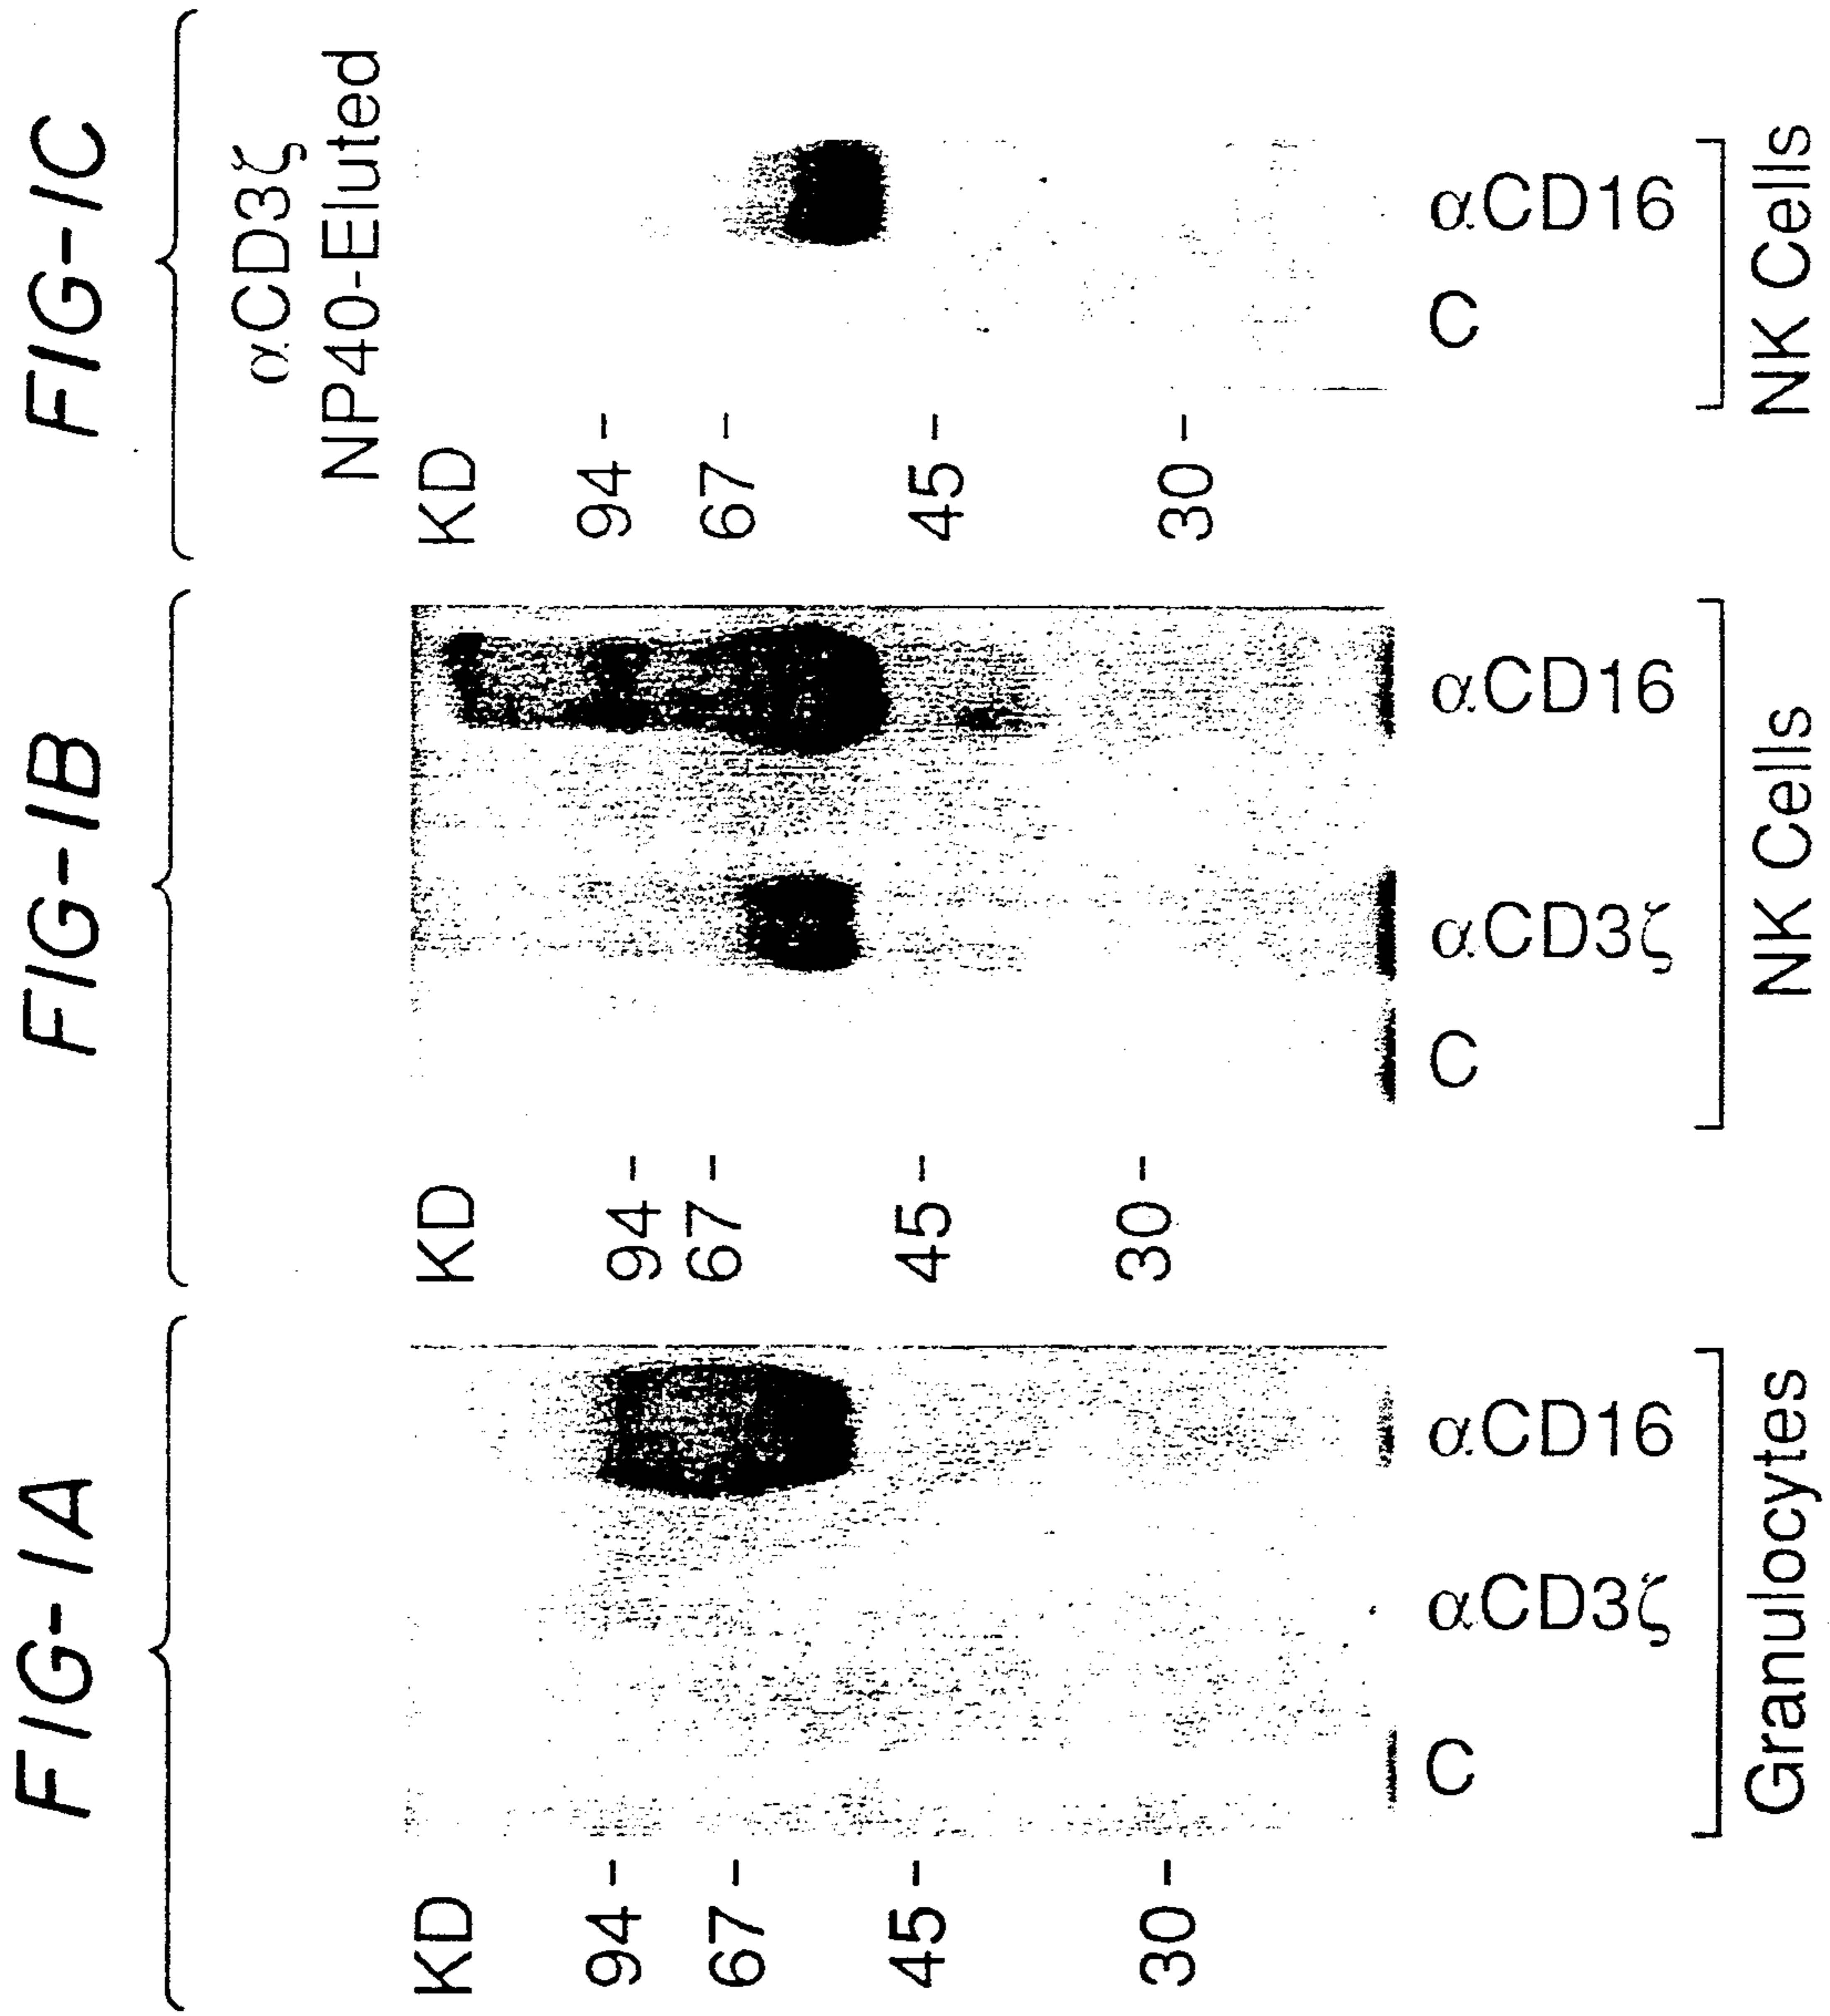 FIG-1A
KD
94 -
67 -
45 -
30 -
C
αCD3ζ
αCD16
Granulocytes
FIG-1B
KD
94 -
67 -
45 -
30 -
C
αCD3ζ
αCD16
NK Cells
FIG-1C
αCD3ζ
NP40-Eluted
KD
94 -
67 -
45 -
30 -
C
αCD16
NK Cells